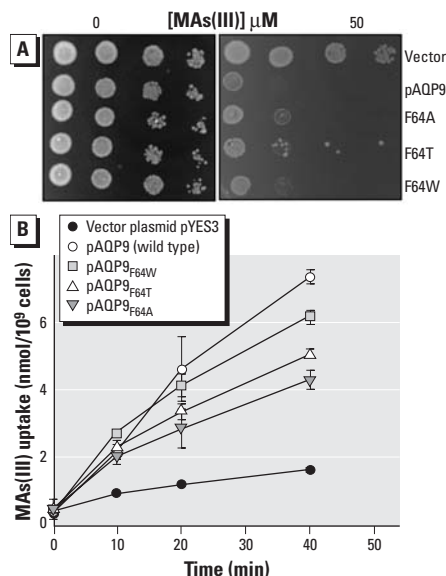 [MAs(III)] µM
0 50
A
Vector
pAQP9
F64A
F64T
F64W
B
Vector plasmid pYES3
pAQP9 (wild type)
pAQP9F64W
pAQP9F64T
pAQP9F64A
MAs(III) uptake (nmol/10⁹ cells)
6
4
2
0
0 10 20 30 40 50
Time (min)